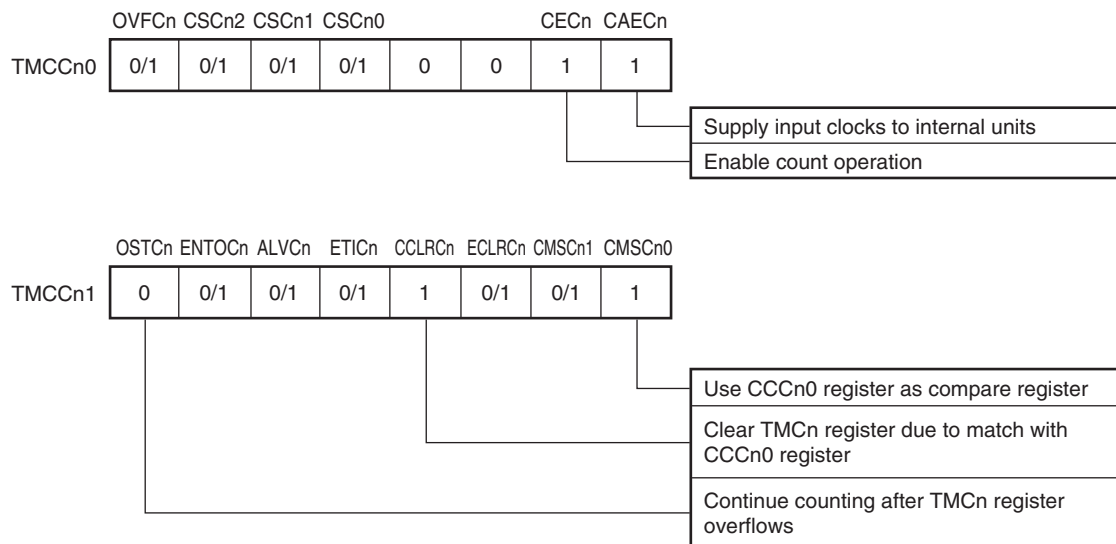 OVFCn CSCn2 CSCn1 CSCn0 CECn CAECn
TMCCn0 0/1 0/1 0/1 0/1 0 0 1 1
Supply input clocks to internal units
Enable count operation
OSTCn ENTOCn ALVCn ETICn CCLRCn ECLRCn CMSCn1 CMSCn0
TMCCn1 0 0/1 0/1 0/1 1 0/1 0/1 1
Use CCCn0 register as compare register
Clear TMCn register due to match with
CCCn0 register
Continue counting after TMCn register
overflows